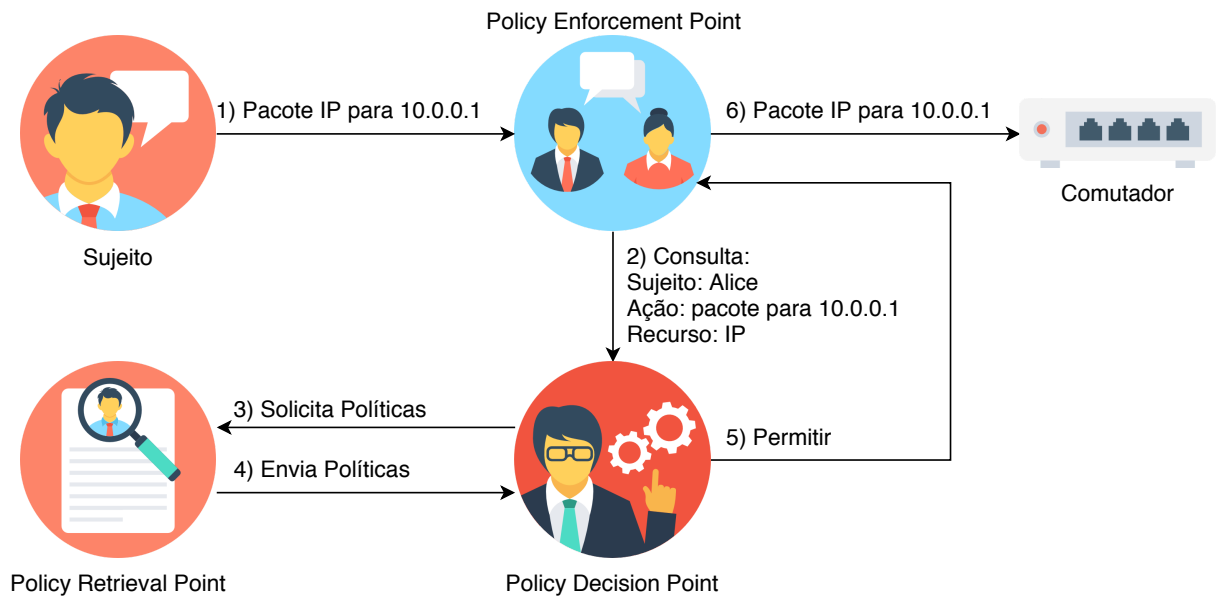 Policy Enforcement Point
1) Pacote IP para 10.0.0.1
6) Pacote IP para 10.0.0.1
Comutador
Sujeito
2) Consulta:
Sujeito: Alice
Ação: pacote para 10.0.0.1
Recurso: IP
3) Solicita Políticas
5) Permitir
4) Envia Políticas
Policy Retrieval Point
Policy Decision Point